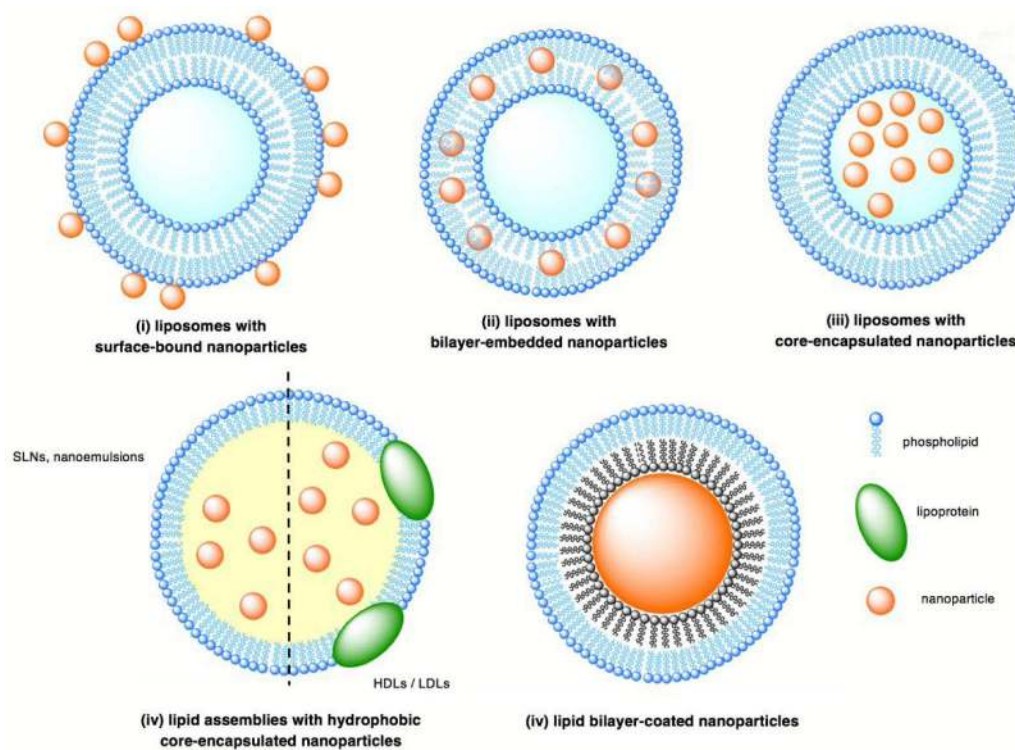 (i) liposomes with
surface-bound nanoparticles
(ii) liposomes with
bilayer-embedded nanoparticles
(iii) liposomes with
core-encapsulated nanoparticles
SLNs, nanoemulsions
HDLs / LDLs
(iv) lipid assemblies with hydrophobic
core-encapsulated nanoparticles
(iv) lipid bilayer-coated nanoparticles
phospholipid
lipoprotein
nanoparticle